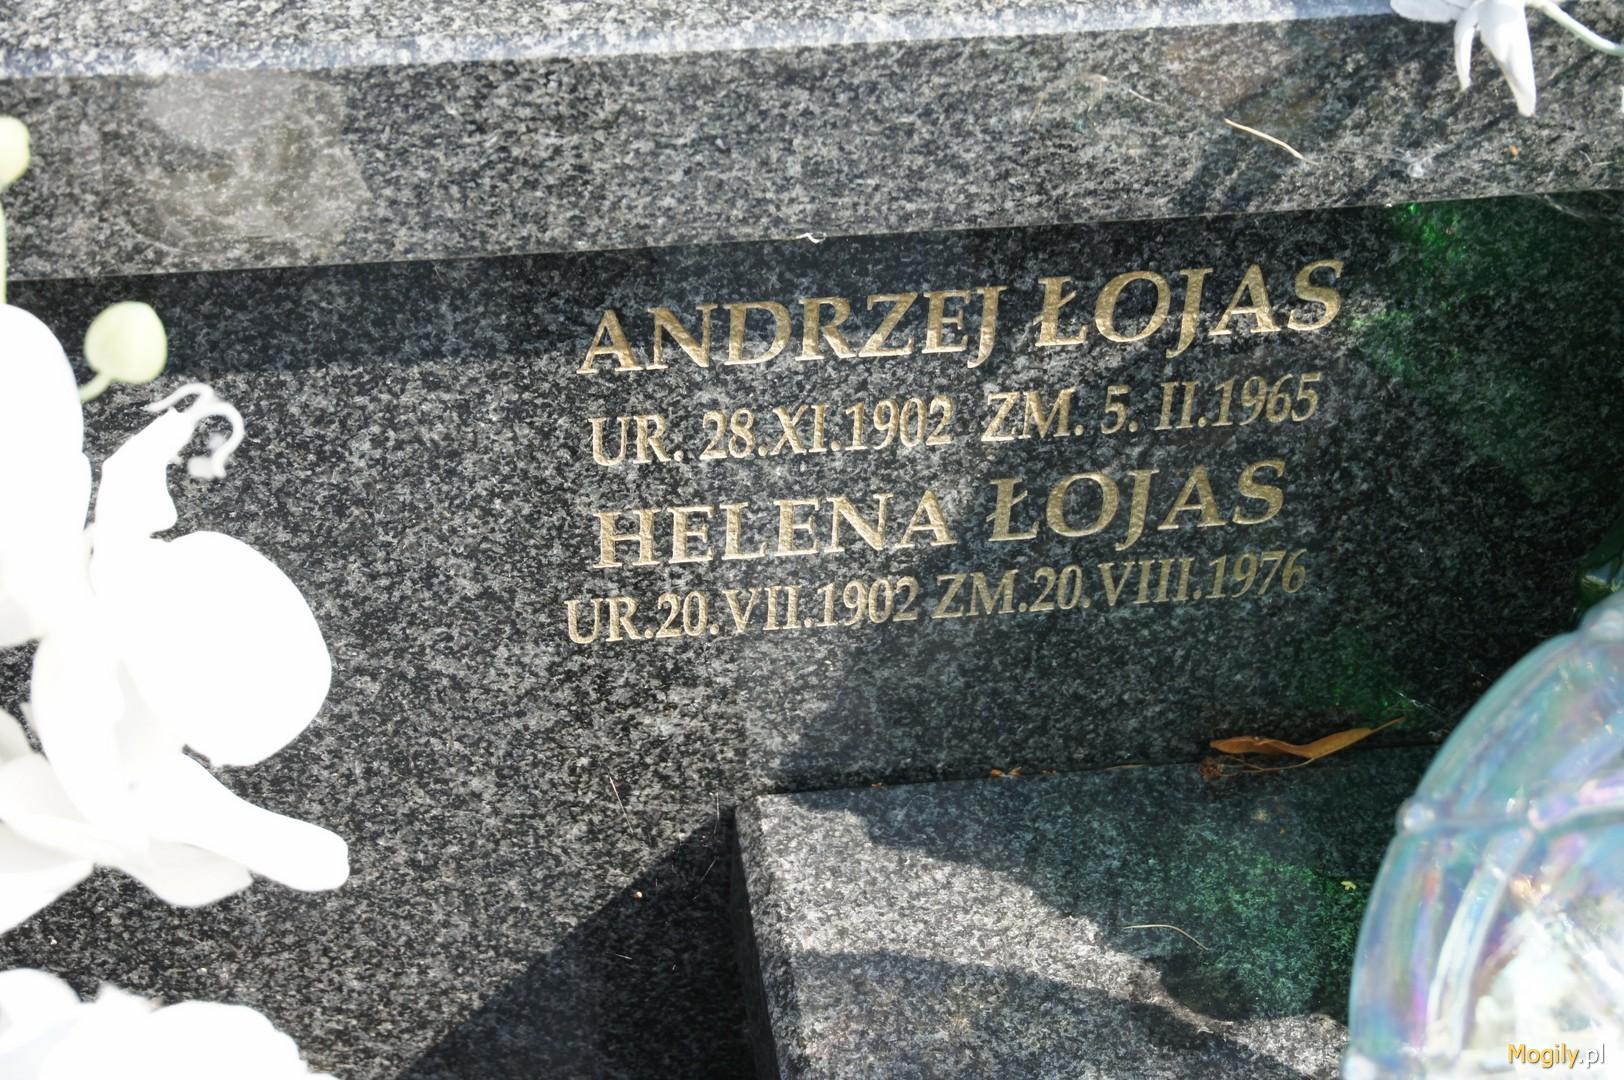 ANDRZEJ ŁOJAS
UR. 28.XI.1902 ZM. 5. II.1965
HELENA ŁOJAS
UR.20.VII.1902 ZM.20.VIII.1976
Mogily.pl